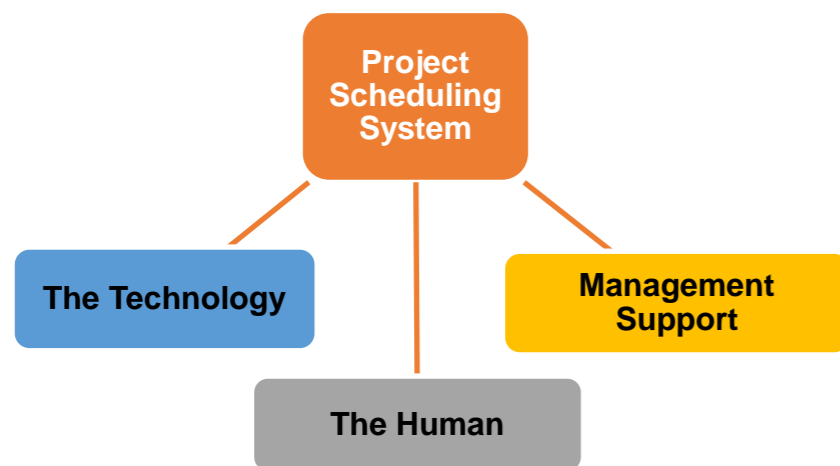 Project
Scheduling
System
The Technology
Management
Support
The Human